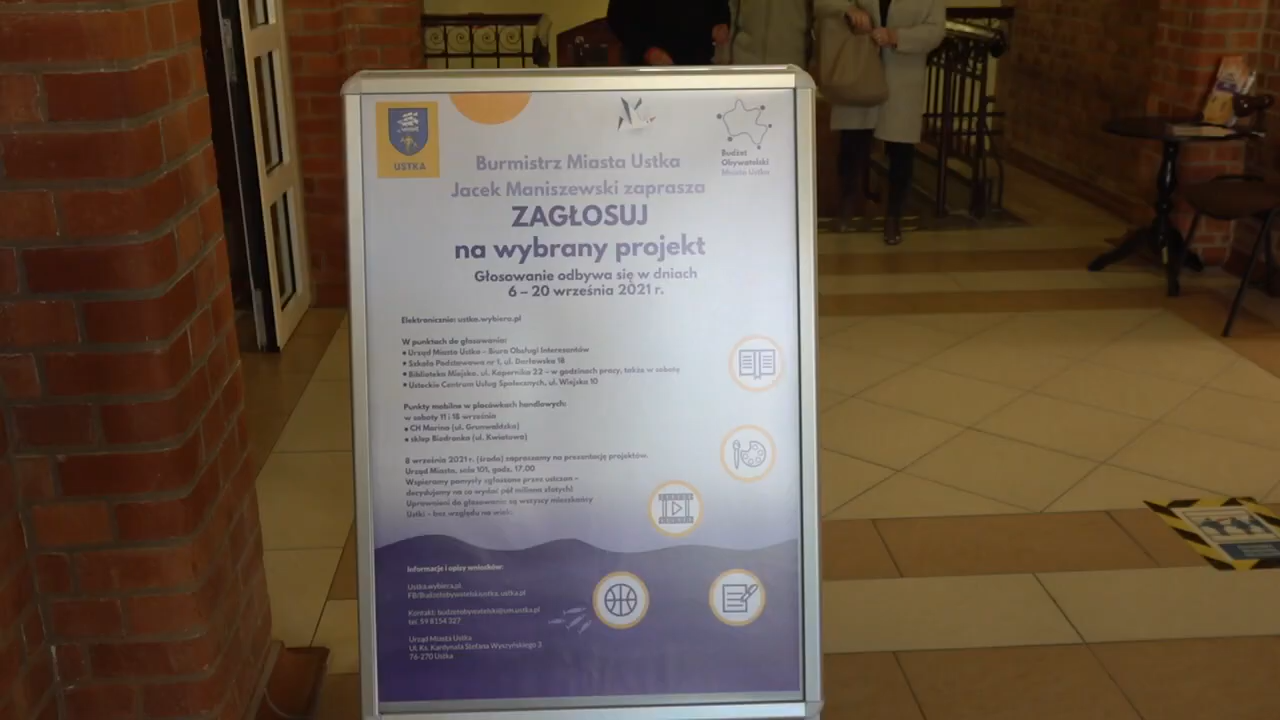 USTKA
Budżet
Obywatelski
Miasta Ustka
Burmistrz Miasta Ustka
Jacek Maniszewski zaprasza
ZAGŁOSUJ
na wybrany projekt
Głosowanie odbywa się w dniach
6 – 20 września 2021 r.
Elektronicznie: ustka.wybiera.pl
W punktach do głosowania:
• Urząd Miasta Ustka – Biuro Obsługi Interesantów
• Szkoła Podstawowa nr 1, ul. Darłowska 18
• Biblioteka Miejska, ul. Kopernika 22 – w godzinach pracy, także w sobotę
• Usteckie Centrum Usług Społecznych, ul. Wiejska 10
Punkty mobilne w placówkach handlowych:
w soboty 11 i 18 września
• CH Marina (ul. Grunwaldzka)
• sklep Biedronka (ul. Kwiatowa)
8 września 2021 r. (środa) zapraszamy na prezentację projektów.
Urząd Miasta, sala 101, godz. 17.00
Wspieramy pomysły zgłoszone przez ustczan –
decydujmy na co wydać pół miliona złotych!
Uprawnieni do głosowania są wszyscy mieszkańcy
Ustki – bez względu na wiek.
Informacje i opisy wniosków:
Ustka.wybiera.pl
FB/Budżetobywatelskiustka, ustka.pl
Kontakt: budzetobywatelski@um.ustka.pl
tel. 59 8154 327
Urząd Miasta Ustka
Ul. Ks. Kardynała Stefana Wyszyńskiego 3
76-270 Ustka